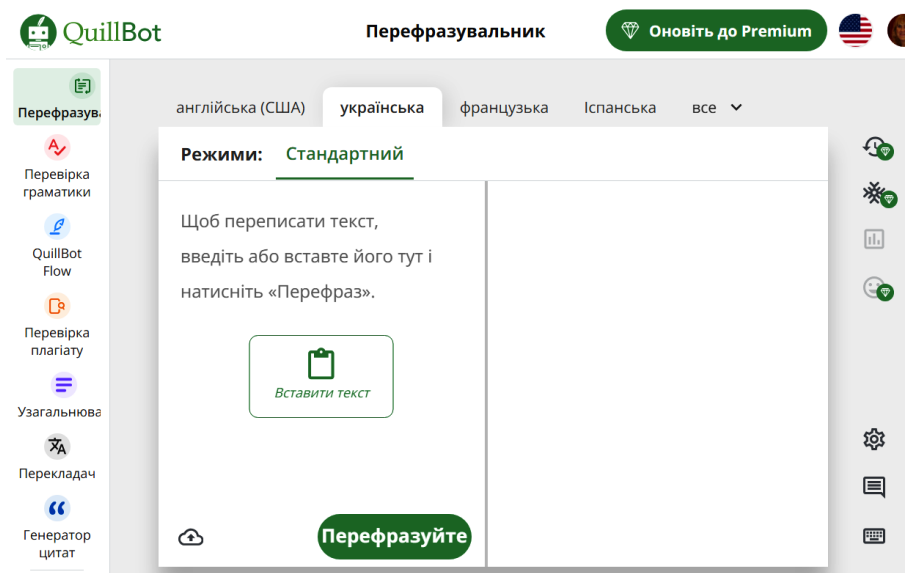 QuillBot
Перефразувальник
Оновіть до Premium
Перефразува
Перевірка
граматики
QuillBot
Flow
Перевірка
плагіату
Узагальнюва
Перекладач
Генератор
цитат
англійська (США) українська французька Іспанська все
Режими: Стандартний
Щоб переписати текст,
введіть або вставте його тут і
натисніть «Перефраз».
Вставити текст
Перефразуйте